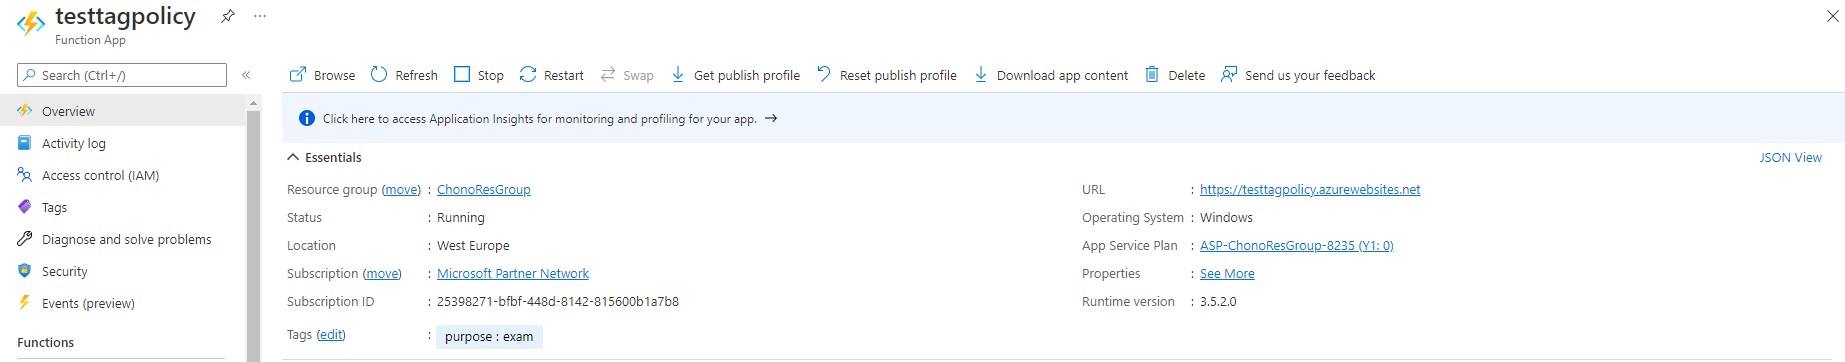 testtagpolicy ...
Function App
Search (Ctrl+/) «
Browse Refresh Stop Restart Swap Get publish profile Reset publish profile Download app content Delete Send us your feedback
Overview
Activity log
Access control (IAM)
Tags
Diagnose and solve problems
Security
Events (preview)
Functions
Click here to access Application Insights for monitoring and profiling for your app. →
Essentials JSON View
Resource group (move) : ChonoResGroup
Status : Running
Location : West Europe
Subscription (move) : Microsoft Partner Network
Subscription ID : 25398271-bfbf-448d-8142-815600b1a7b8
Tags (edit) : purpose : exam
URL : https://testtagpolicy.azurewebsites.net
Operating System : Windows
App Service Plan : ASP-ChonoResGroup-8235 (Y1: 0)
Properties : See More
Runtime version : 3.5.2.0